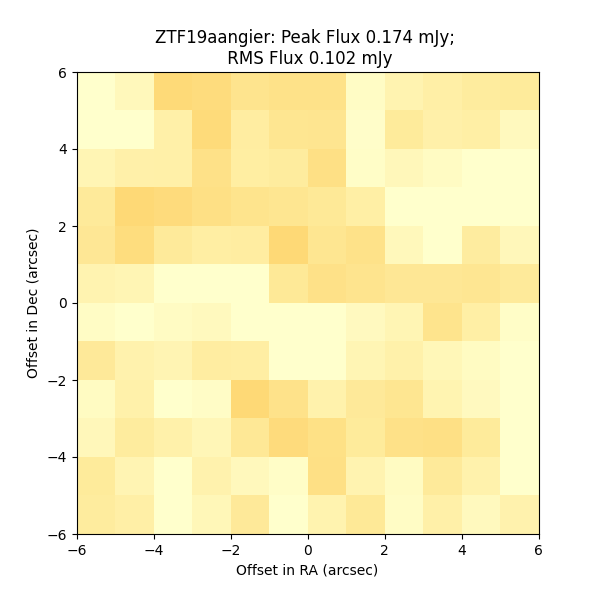 ZTF19aangier: Peak Flux 0.174 mJy;
RMS Flux 0.102 mJy
6
4
2
0
−2
−4
−6
Offset in Dec (arcsec)
−6 −4 −2 0 2 4 6
Offset in RA (arcsec)